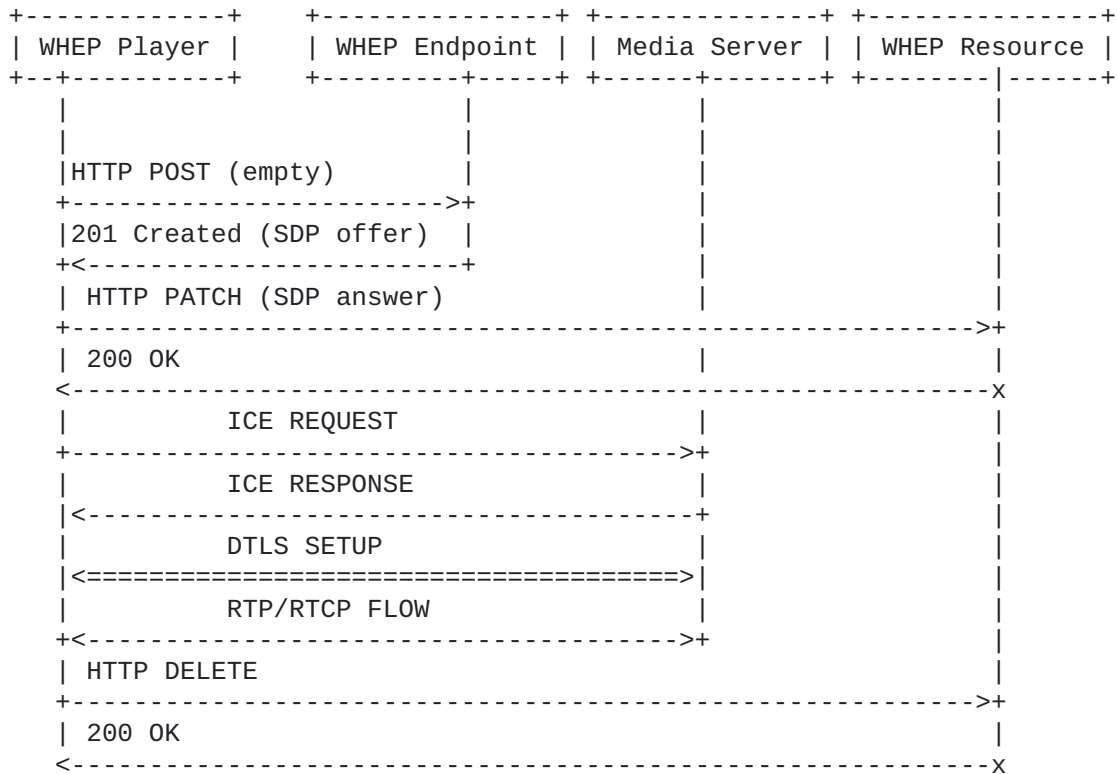 WHEP Player WHEP Endpoint Media Server WHEP Resource
HTTP POST (empty)
201 Created (SDP offer)
HTTP PATCH (SDP answer)
200 OK
ICE REQUEST
ICE RESPONSE
DTLS SETUP
RTP/RTCP FLOW
HTTP DELETE
200 OK